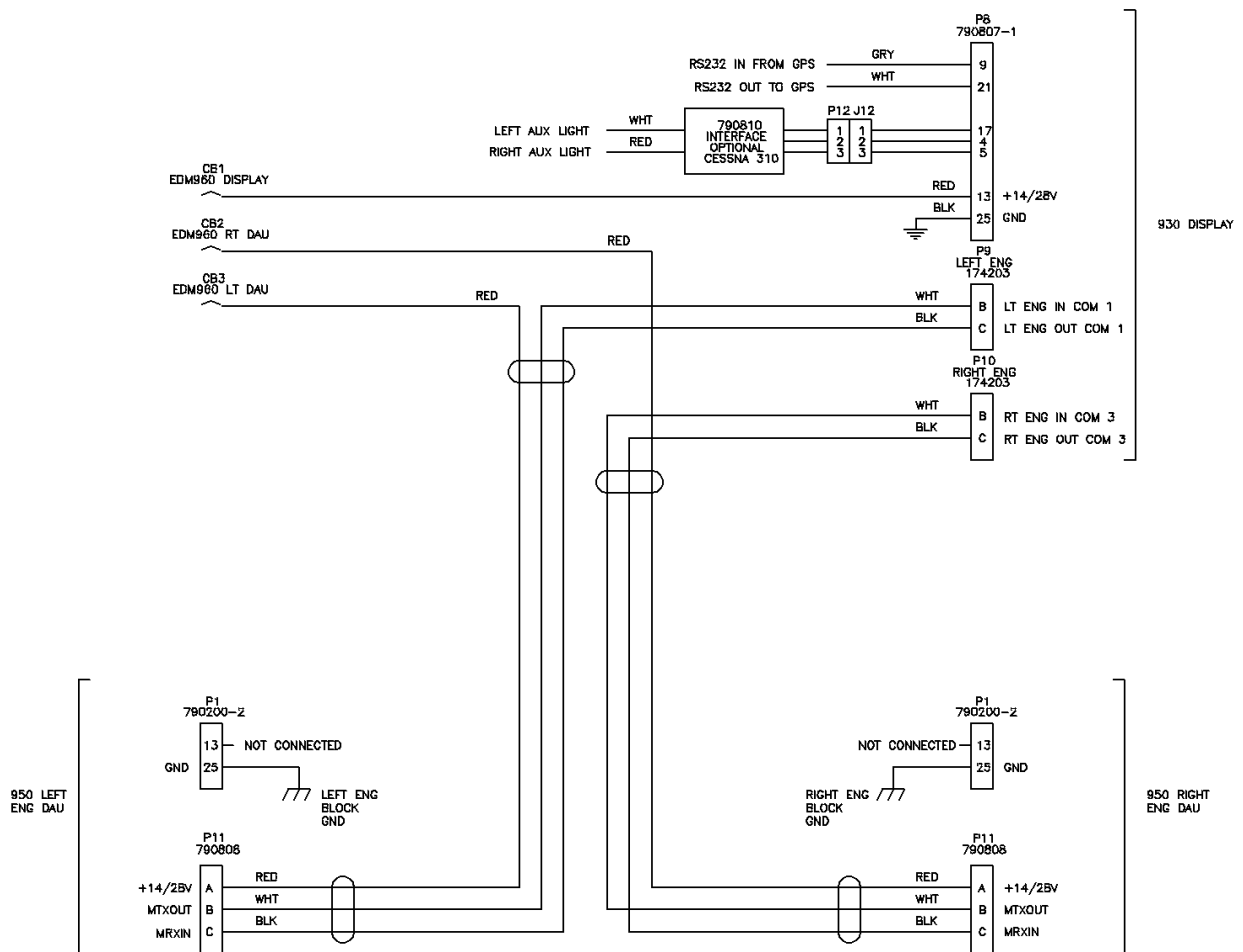 P8
790807-1
RS232 IN FROM GPS GRY 9
RS232 OUT TO GPS WHT 21
P12 J12
LEFT AUX LIGHT WHT
RIGHT AUX LIGHT RED
790810
INTERFACE
OPTIONAL
CESSNA 310
1 1 17
2 2 4
3 3 5
CB1
EDM960 DISPLAY
RED 13 +14/28V
BLK 25 GND
930 DISPLAY
CB2
EDM960 RT DAU
RED
P9
LEFT ENG
174203
CB3
EDM960 LT DAU
RED
WHT B LT ENG IN COM 1
BLK C LT ENG OUT COM 1
P10
RIGHT ENG
174203
WHT B RT ENG IN COM 3
BLK C RT ENG OUT COM 3
950 LEFT
ENG DAU
P1
790200-2
13 NOT CONNECTED
GND 25
LEFT ENG
BLOCK
GND
P11
790808
+14/28V A RED
MTXOUT B WHT
MRXIN C BLK
P1
790200-2
NOT CONNECTED 13
25 GND
RIGHT ENG
BLOCK
GND
950 RIGHT
ENG DAU
P11
790808
RED A +14/28V
WHT B MTXOUT
BLK C MRXIN